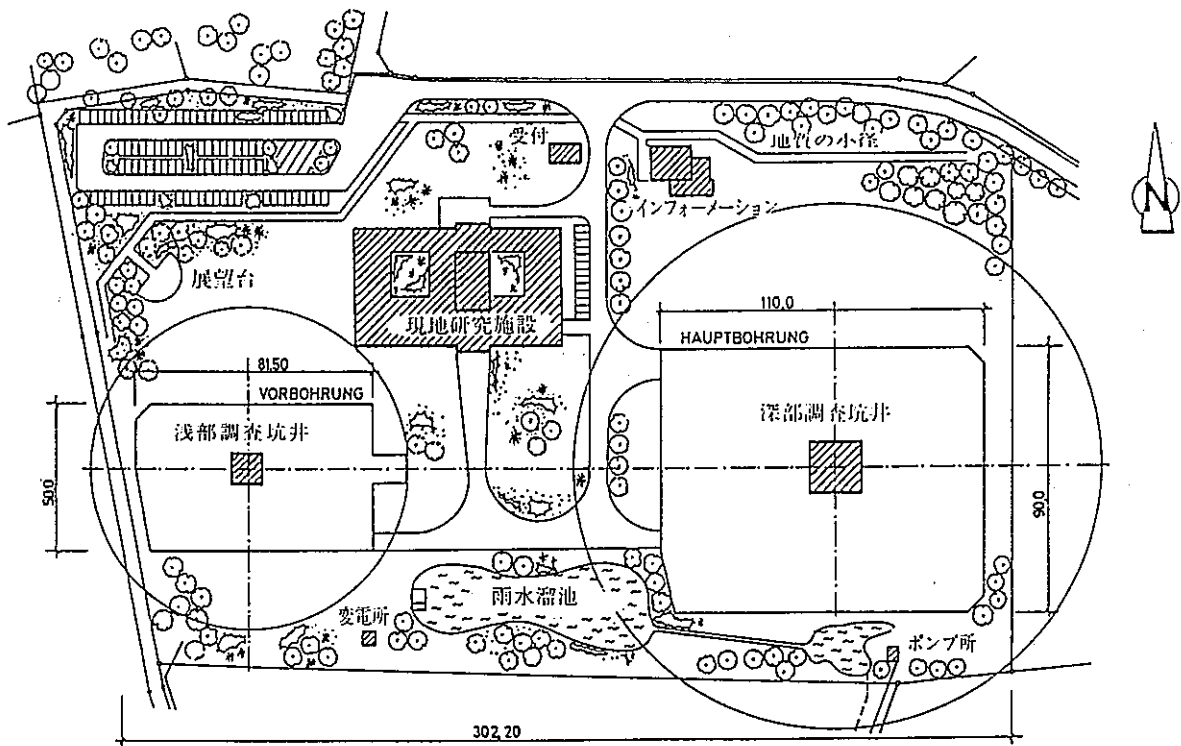 受付
地質の小径
N
インフォーメーション
展望台
現地研究施設
110,0
HAUPTBOHRUNG
81,50
VORBOHRUNG
浅部調査坑井
深部調査坑井
50,0
90,0
雨水溜池
変電所
ポンプ所
302,20